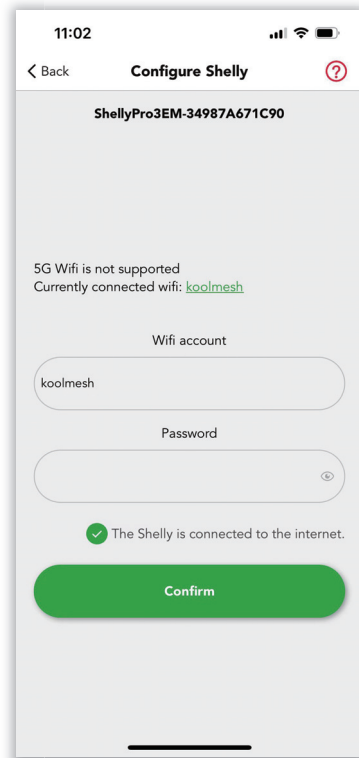 11:02
Back
Configure Shelly
?
ShellyPro3EM-34987A671C90
5G Wifi is not supported
Currently connected wifi: koolmesh
Wifi account
koolmesh
Password
The Shelly is connected to the internet.
Confirm